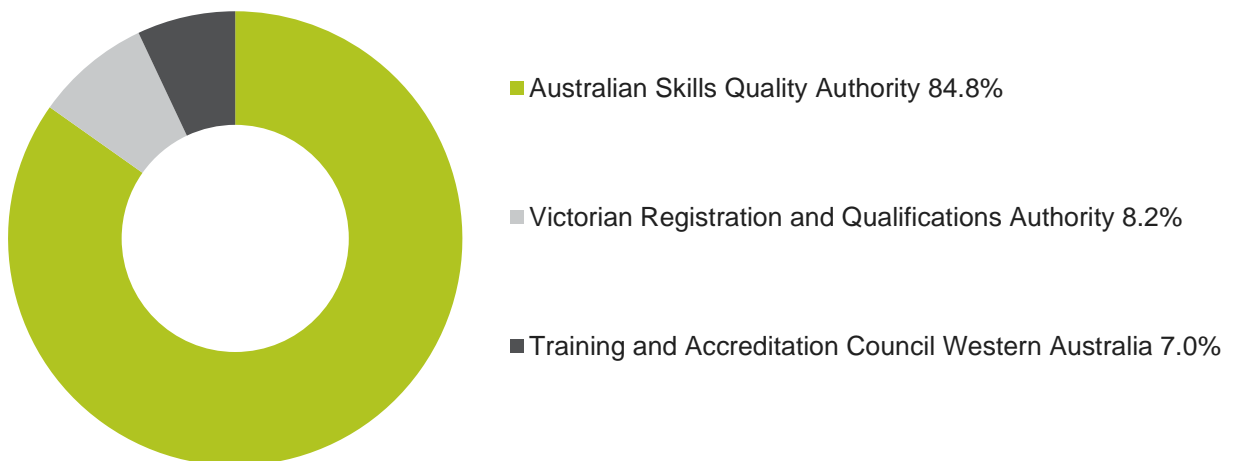 Australian Skills Quality Authority 84.8%
Victorian Registration and Qualifications Authority 8.2%
Training and Accreditation Council Western Australia 7.0%